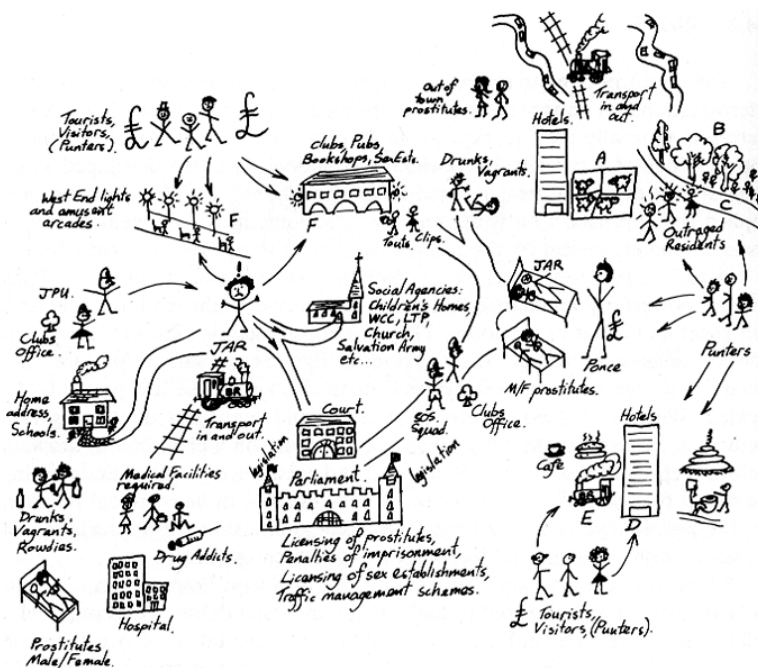 Out of
town
prostitutes.
Transport
in and
out.
Hotels.
B
A
C
Outraged
Residents
Tourists,
Visitors,
(Punters).
£
£
Clubs, Pubs,
Bookshops, Sex Ests.
F
Touts, Clips.
Drunks,
Vagrants.
West End lights
and amusent
arcades.
F
JPU.
Clubs
Office.
!
JAR
Social Agencies:
Children's Homes,
WCC, LTP,
Church,
Salvation Army
etc...
JAR
£
Ponce
M/F prostitutes.
Punters
Home
address,
Schools.
BR
Transport
in and out.
Court.
legislation
Parliament.
SOS
Squad.
Clubs
Office.
legislation
Hotels
Café
E
D
Drunks,
Vagrants,
Rowdies.
Medical Facilities
required.
Drug Addicts.
Hospital.
Prostitutes
Male/Female.
Licensing of prostitutes,
Penalties of imprisonment,
Licensing of sex establishments,
Traffic management schemes.
£
Tourists,
Visitors, (Punters).